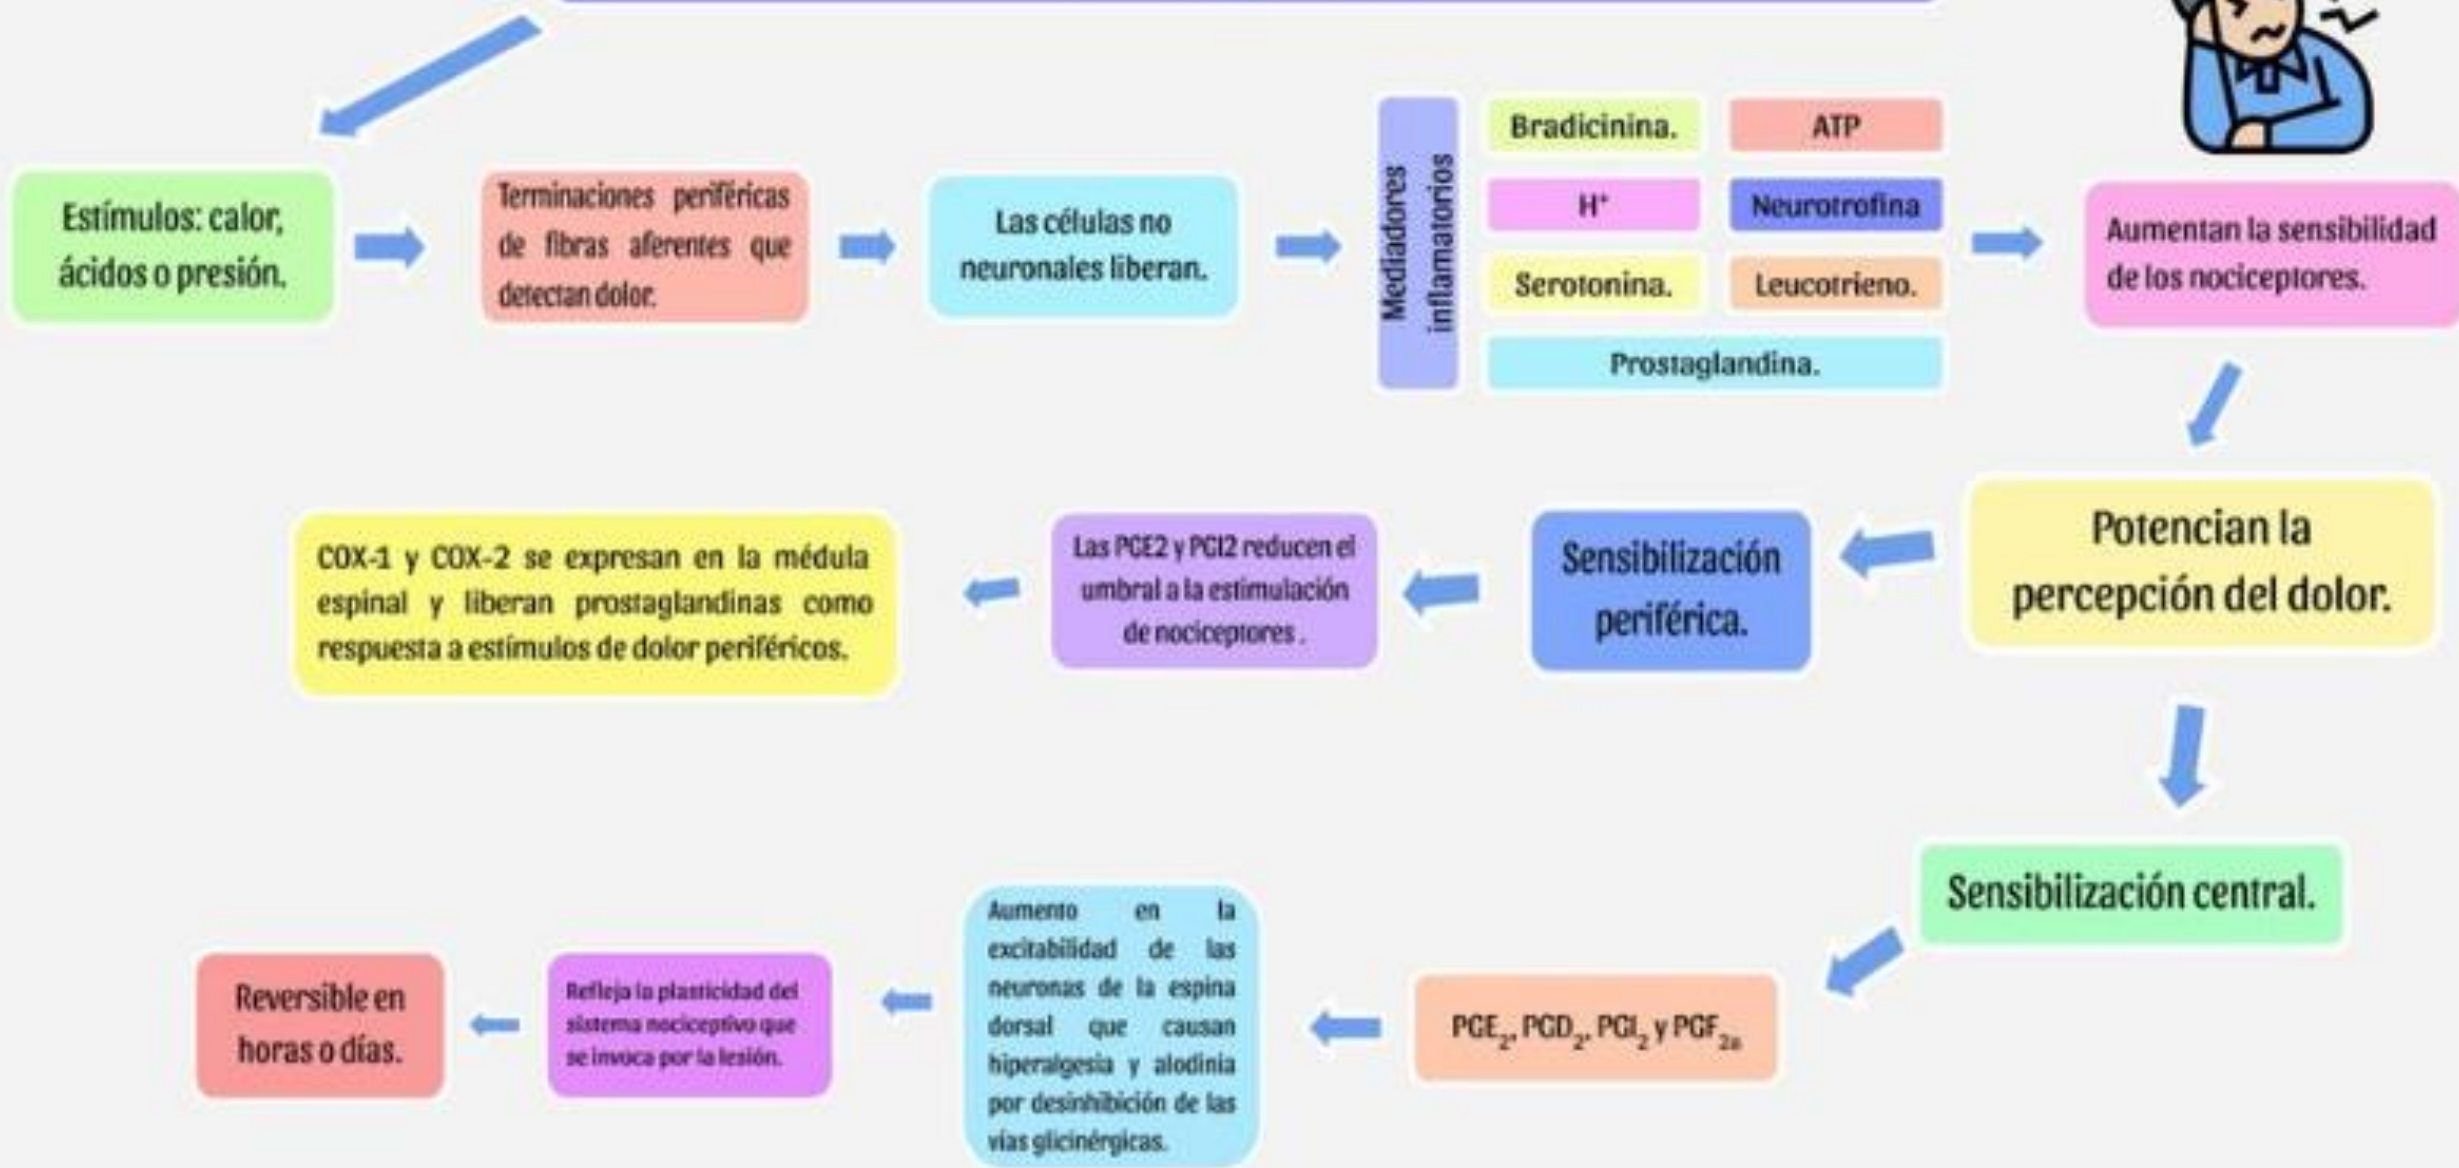 Estímulos: calor,
ácidos o presión.
Terminaciones periféricas
de fibras aferentes que
detectan dolor.
Las células no
neuronales liberan.
Mediadores
inflamatorios
Bradicinina.
ATP
H⁺
Neurotrofina
Serotonina.
Leucotrieno.
Prostaglandina.
Aumentan la sensibilidad
de los nociceptores.
Potencian la
percepción del dolor.
Sensibilización
periférica.
Las PGE2 y PGI2 reducen el
umbral a la estimulación
de nociceptores .
COX-1 y COX-2 se expresan en la médula
espinal y liberan prostaglandinas como
respuesta a estímulos de dolor periféricos.
Sensibilización central.
PGE₂, PGD₂, PGI₂ y PGF₂ₐ
Aumento en la
excitabilidad de las
neuronas de la espina
dorsal que causan
hiperalgesia y alodinia
por desinhibición de las
vías glicinérgicas.
Refleja la plasticidad del
sistema nociceptivo que
se invoca por la lesión.
Reversible en
horas o días.